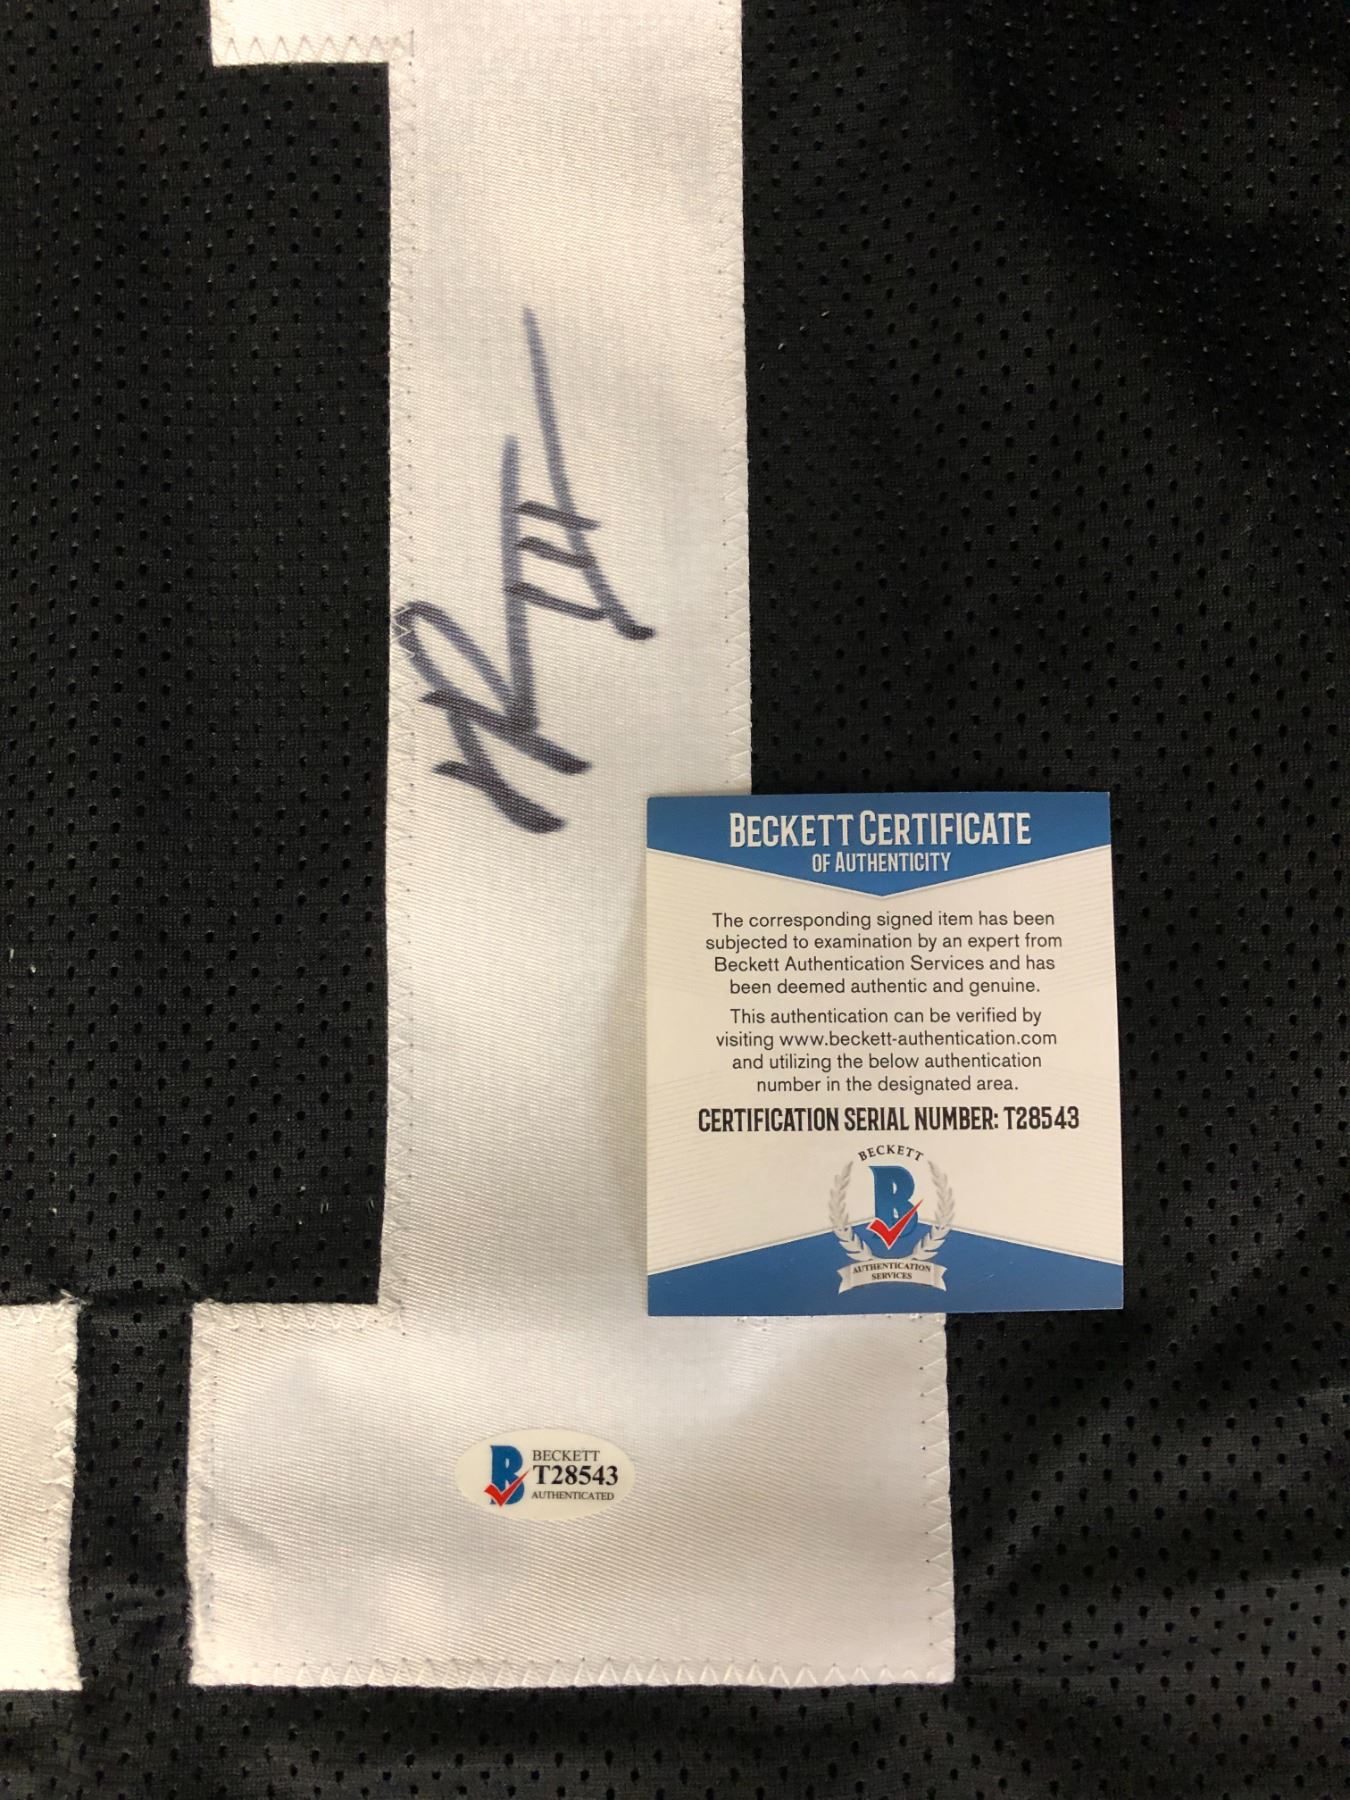 BECKETT CERTIFICATE
OF AUTHENTICITY
The corresponding signed item has been
subjected to examination by an expert from
Beckett Authentication Services and has
been deemed authentic and genuine.
This authentication can be verified by
visiting www.beckett-authentication.com
and utilizing the below authentication
number in the designated area.
CERTIFICATION SERIAL NUMBER: T28543
BECKETT
B
AUTHENTICATION
SERVICES
B
BECKETT
T28543
AUTHENTICATED